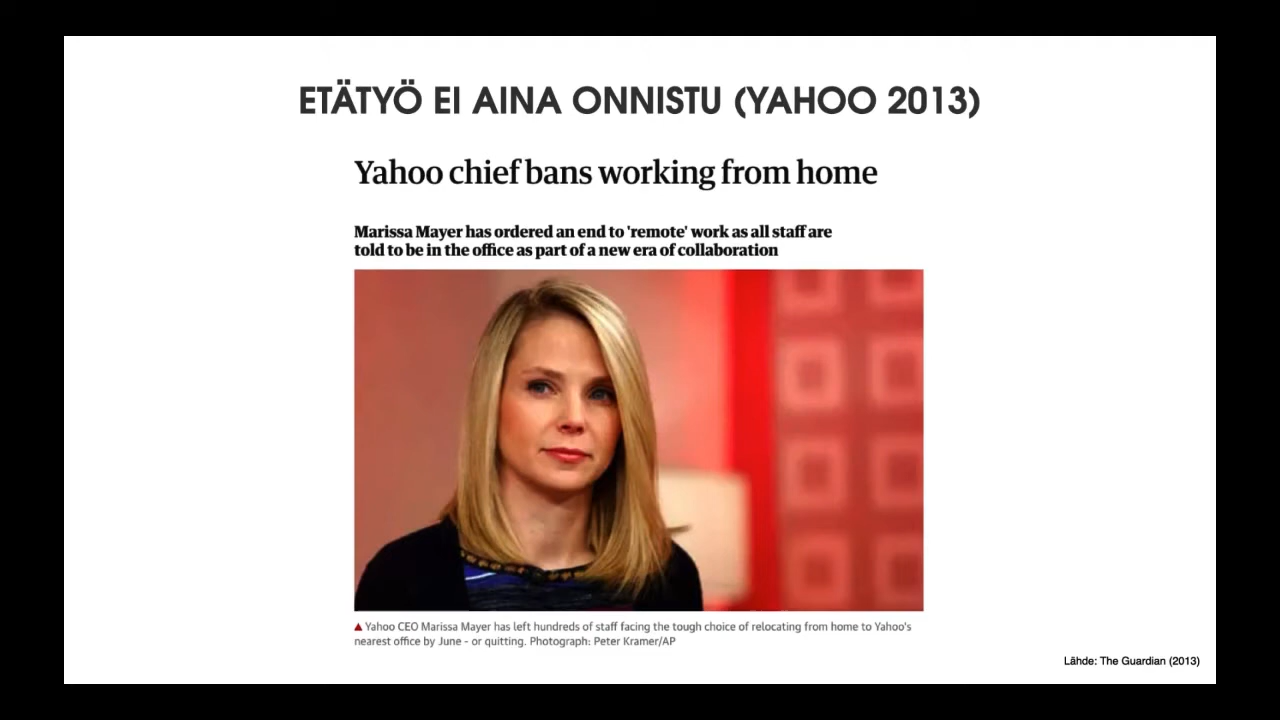 ETÄTYÖ EI AINA ONNISTU (YAHOO 2013)
Yahoo chief bans working from home
Marissa Mayer has ordered an end to 'remote' work as all staff are
told to be in the office as part of a new era of collaboration
▲ Yahoo CEO Marissa Mayer has left hundreds of staff facing the tough choice of relocating from home to Yahoo's
nearest office by June - or quitting. Photograph: Peter Kramer/AP
Lähde: The Guardian (2013)